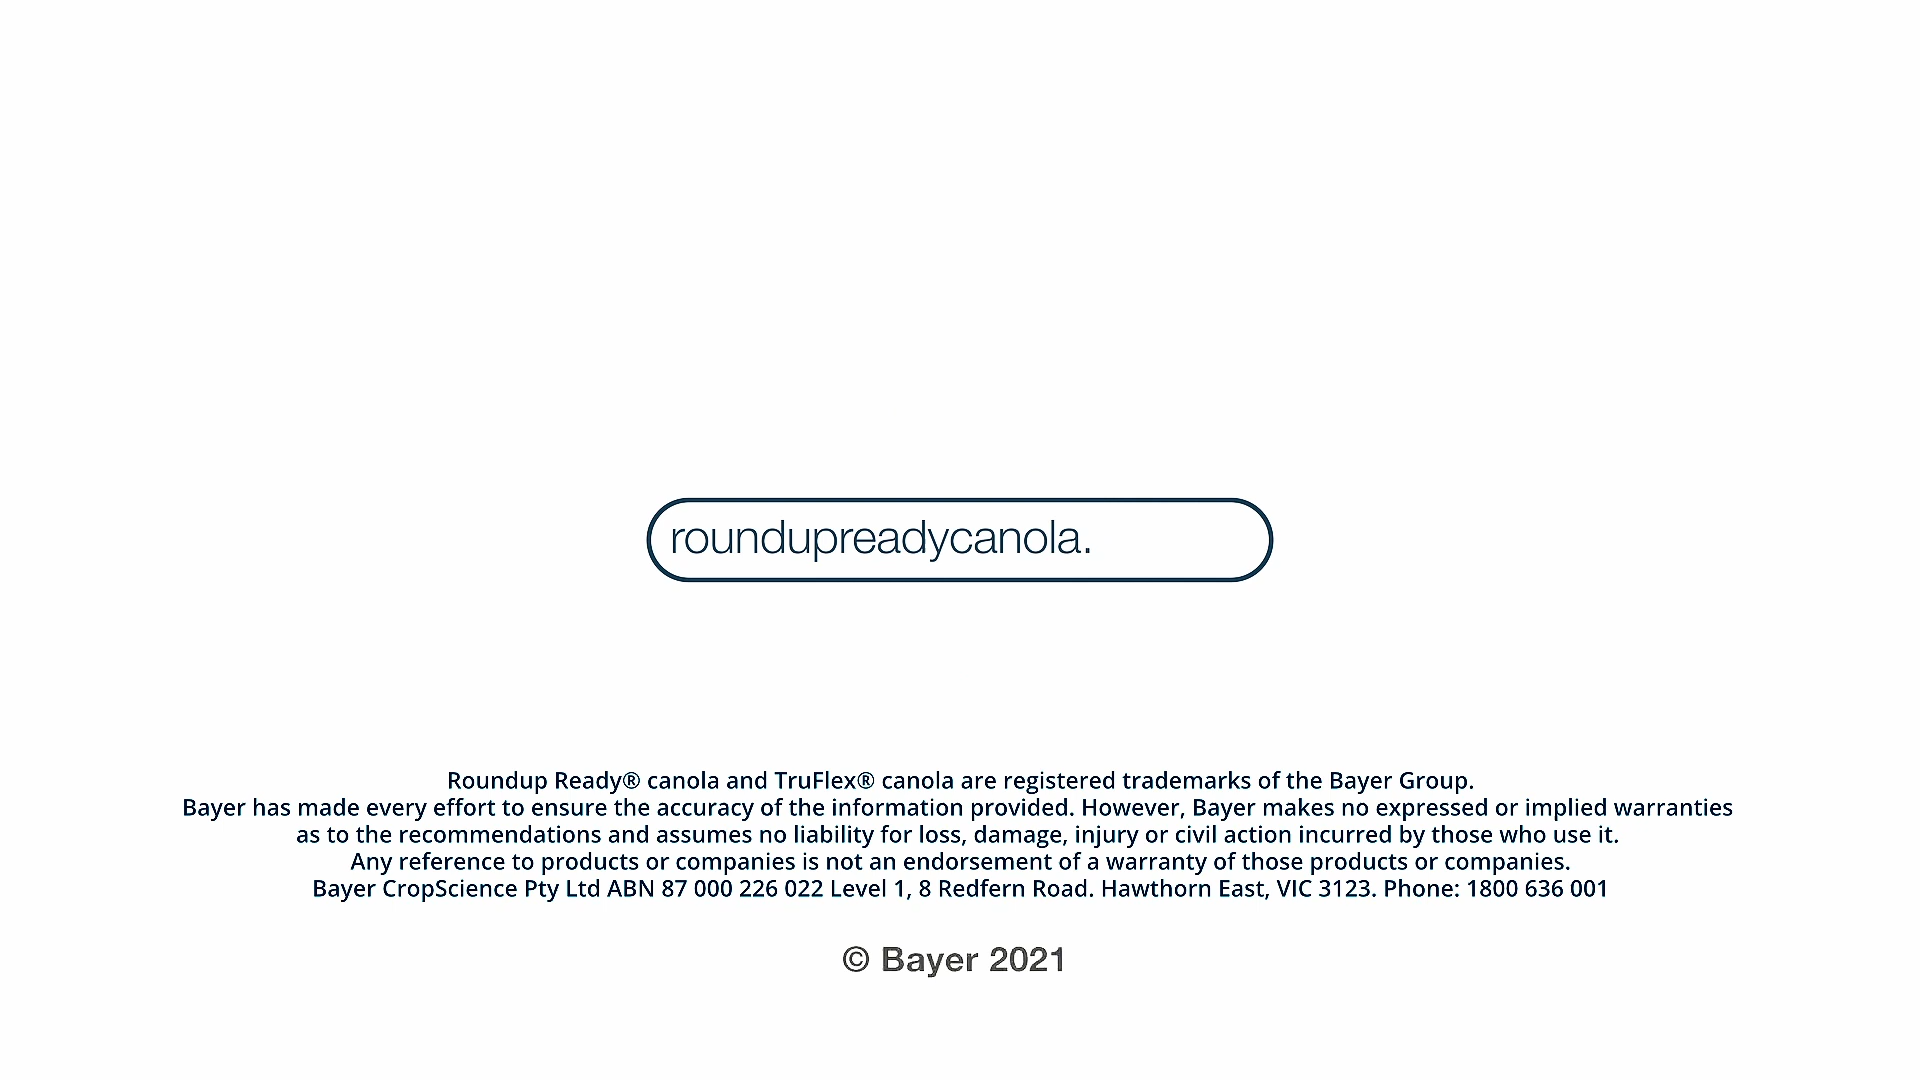 roundupreadycanola.
Roundup Ready® canola and TruFlex® canola are registered trademarks of the Bayer Group.
Bayer has made every effort to ensure the accuracy of the information provided. However, Bayer makes no expressed or implied warranties
as to the recommendations and assumes no liability for loss, damage, injury or civil action incurred by those who use it.
Any reference to products or companies is not an endorsement of a warranty of those products or companies.
Bayer CropScience Pty Ltd ABN 87 000 226 022 Level 1, 8 Redfern Road. Hawthorn East, VIC 3123. Phone: 1800 636 001
© Bayer 2021